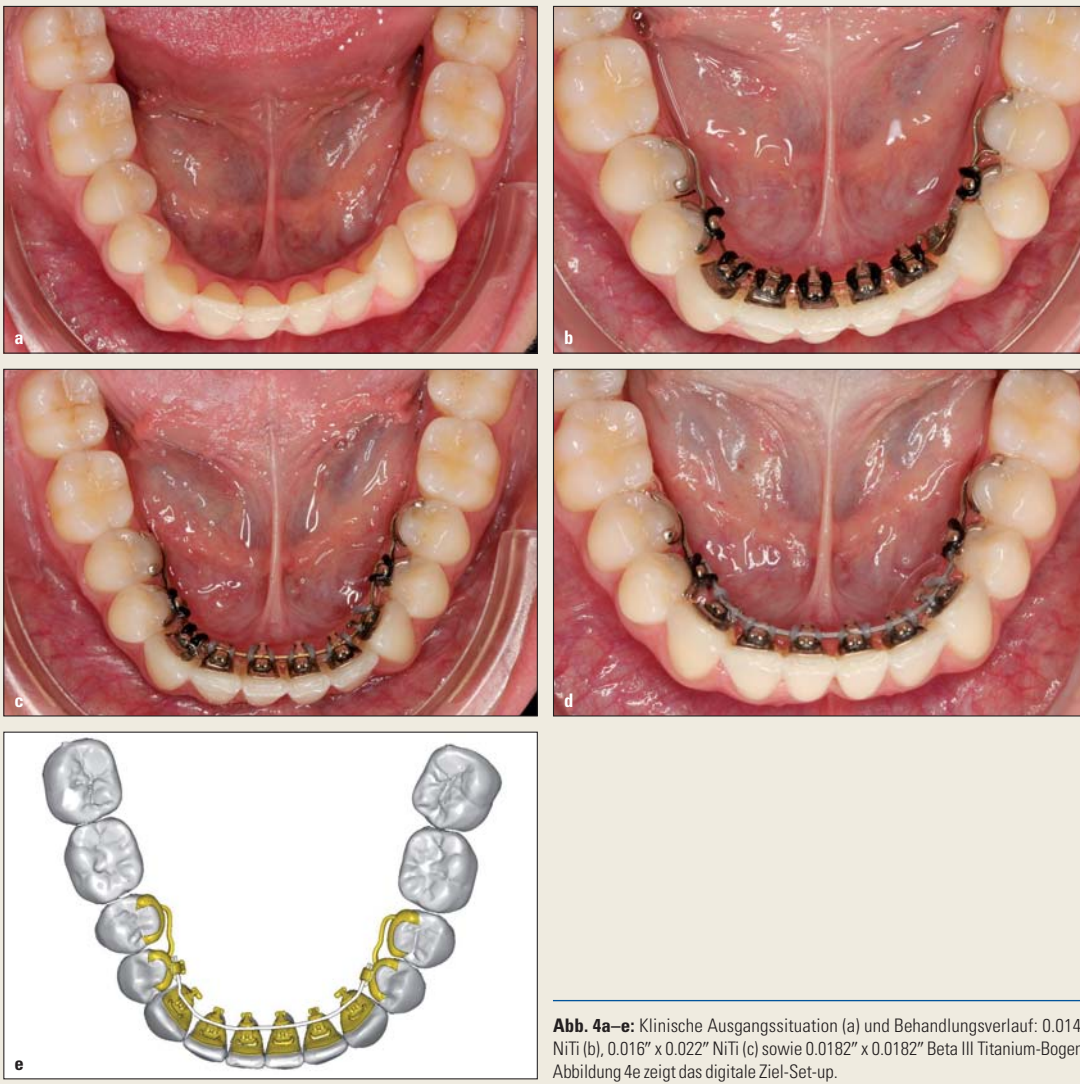 a
b
c
d
e
Abb. 4a–e: Klinische Ausgangssituation (a) und Behandlungsverlauf: 0.014
NiTi (b), 0.016″ x 0.022″ NiTi (c) sowie 0.0182″ x 0.0182″ Beta III Titanium-Bogen
Abbildung 4e zeigt das digitale Ziel-Set-up.